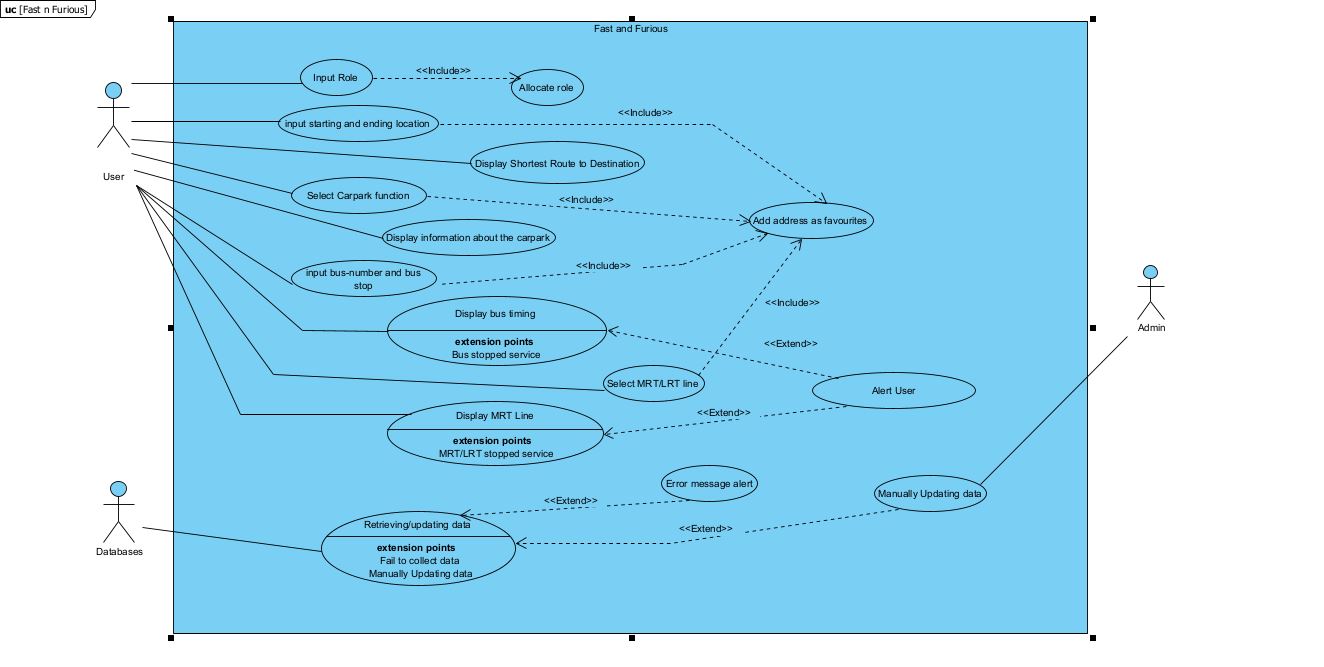 uc [Fast n Furious]
Fast and Furious
Input Role
<<Include>>
Allocate role
<<Include>>
input starting and ending location
Display Shortest Route to Destination
User
Select Carpark function
<<Include>>
Add address as favourites
Display information about the carpark
input bus-number and bus
stop
<<Include>>
<<Include>>
Display bus timing
extension points
Bus stopped service
<<Extend>>
Admin
Select MRT/LRT line
Alert User
<<Extend>>
Display MRT Line
extension points
MRT/LRT stopped service
Error message alert
Manually Updating data
<<Extend>>
Retrieving/updating data
<<Extend>>
extension points
Fail to collect data
Manually Updating data
Databases